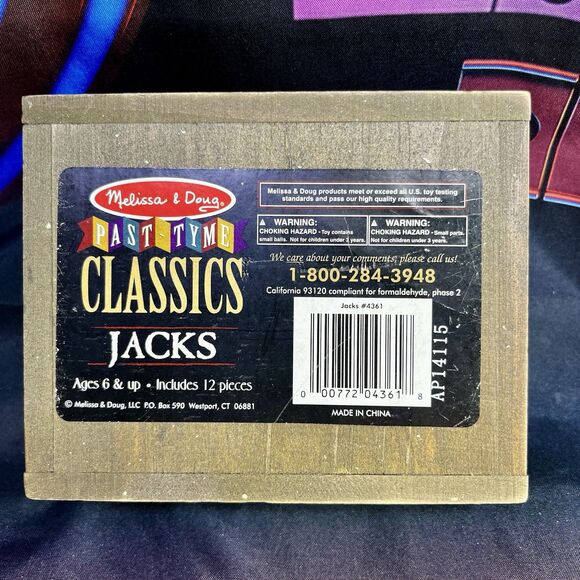 Melissa & Doug®
PAST-TYME
CLASSICS
JACKS
Ages 6 & up • Includes 12 pieces
© Melissa & Doug, LLC P.O. Box 590 Westport, CT 06881
Melissa & Doug products meet or exceed all U.S. toy testing
standards and pass our high quality requirements.
⚠ WARNING:
CHOKING HAZARD - Toy contains
small balls. Not for children under 3 years.
⚠ WARNING:
CHOKING HAZARD - Small parts.
Not for children under 3 years.
We care about your comments, please call us!
1-800-284-3948
California 93120 compliant for formaldehyde, phase 2
Jacks #4361
0 00772 04361 8
MADE IN CHINA
AP14115